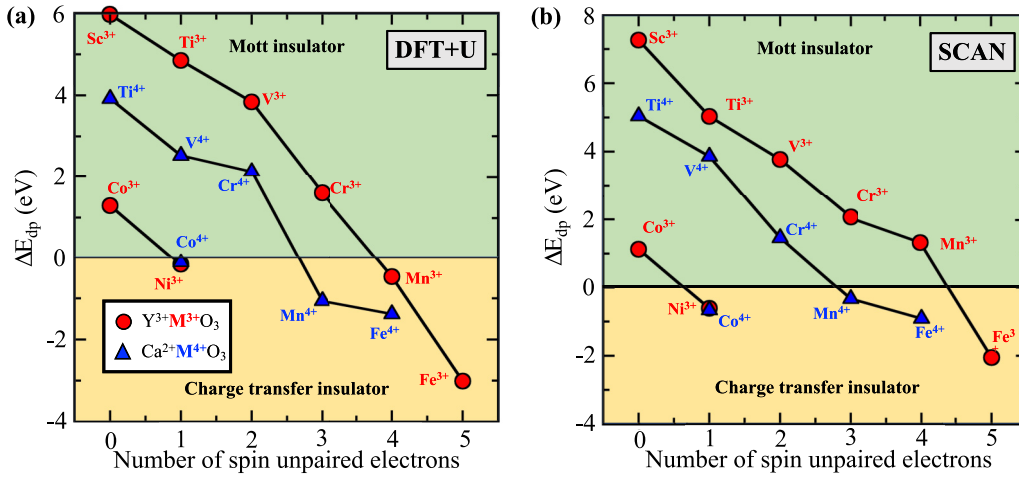 (a)
6
4
2
0
-2
-4
ΔE_dp (eV)
Sc³⁺
Ti³⁺
Mott insulator
DFT+U
Ti⁴⁺
V³⁺
V⁴⁺
Cr⁴⁺
Cr³⁺
Co³⁺
Co⁴⁺
Ni³⁺
Mn³⁺
Mn⁴⁺
Fe⁴⁺
Fe³⁺
Y³⁺M³⁺O₃
Ca²⁺M⁴⁺O₃
Charge transfer insulator
0 1 2 3 4 5
Number of spin unpaired electrons
(b)
8
6
4
2
0
-2
-4
ΔE_dp (eV)
Sc³⁺
Mott insulator
SCAN
Ti⁴⁺
Ti³⁺
V³⁺
V⁴⁺
Cr³⁺
Co³⁺
Cr⁴⁺
Mn³⁺
Ni³⁺
Co⁴⁺
Mn⁴⁺
Fe⁴⁺
Fe³
+
Charge transfer insulator
0 1 2 3 4 5
Number of spin unpaired electrons